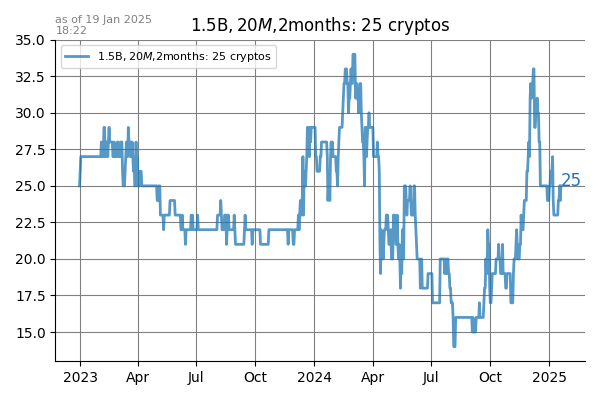 as of 19 Jan 2025
18:22
1.5B, 20M,2months: 25 cryptos
1.5B, 20M,2months: 25 cryptos
35.0
32.5
30.0
27.5
25.0
22.5
20.0
17.5
15.0
25
2023
Apr
Jul
Oct
2024
Apr
Jul
Oct
2025